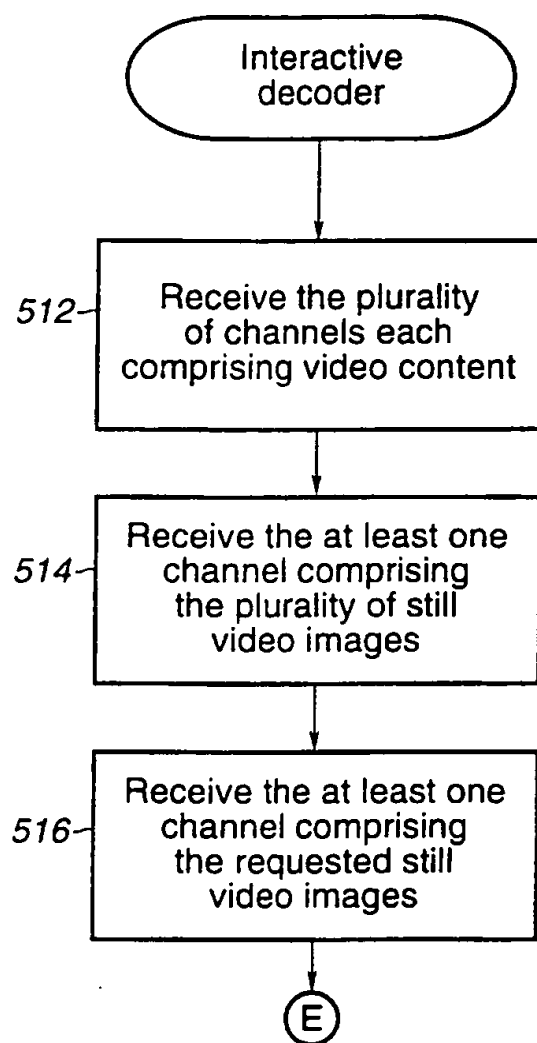 Interactive
decoder
512
Receive the plurality
of channels each
comprising video content
514
Receive the at least one
channel comprising
the plurality of still
video images
516
Receive the at least one
channel comprising
the requested still
video images
E